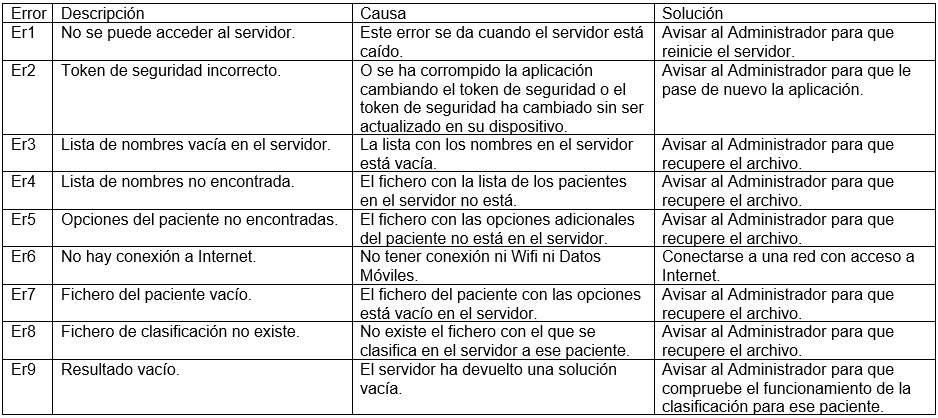 Error Descripción Causa Solución
Er1 No se puede acceder al servidor. Este error se da cuando el servidor está Avisar al Administrador para que
caído. reinicie el servidor.
Er2 Token de seguridad incorrecto. O se ha corrompido la aplicación Avisar al Administrador para que le
cambiando el token de seguridad o el pase de nuevo la aplicación.
token de seguridad ha cambiado sin ser
actualizado en su dispositivo.
Er3 Lista de nombres vacía en el servidor. La lista con los nombres en el servidor Avisar al Administrador para que
está vacía. recupere el archivo.
Er4 Lista de nombres no encontrada. El fichero con la lista de los pacientes Avisar al Administrador para que
en el servidor no está. recupere el archivo.
Er5 Opciones del paciente no encontradas. El fichero con las opciones adicionales Avisar al Administrador para que
del paciente no está en el servidor. recupere el archivo.
Er6 No hay conexión a Internet. No tener conexión ni Wifi ni Datos Conectarse a una red con acceso a
Móviles. Internet.
Er7 Fichero del paciente vacío. El fichero del paciente con las opciones Avisar al Administrador para que
está vacío en el servidor. recupere el archivo.
Er8 Fichero de clasificación no existe. No existe el fichero con el que se Avisar al Administrador para que
clasifica en el servidor a ese paciente. recupere el archivo.
Er9 Resultado vacío. El servidor ha devuelto una solución Avisar al Administrador para que
vacía. compruebe el funcionamiento de la
clasificación para ese paciente.